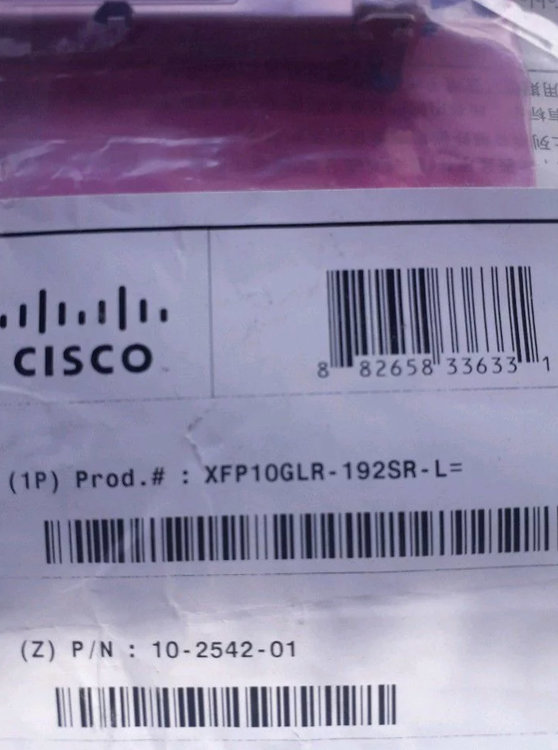 CISCO
8 82658 33633 1
(1P) Prod.# : XFP10GLR-192SR-L=
(Z) P/N : 10-2542-01